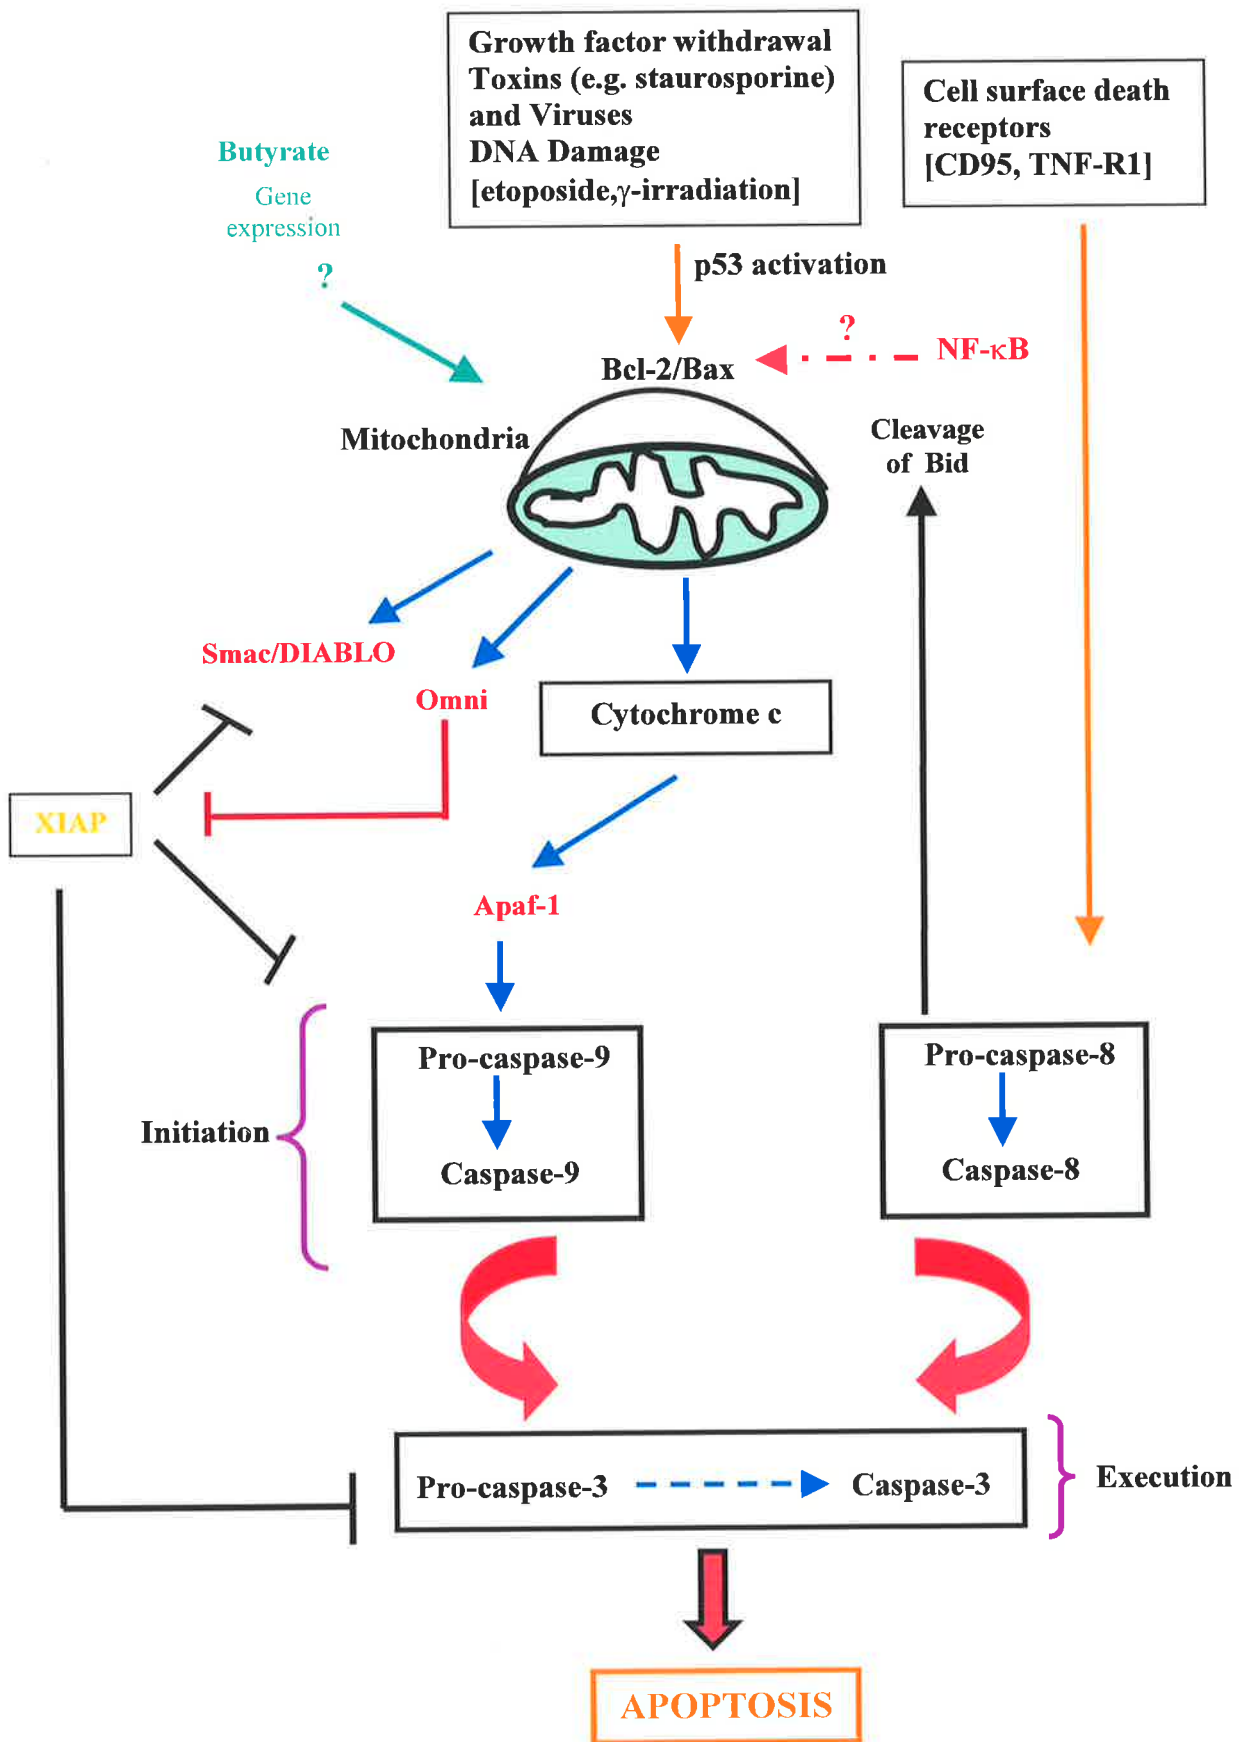 Growth factor withdrawal
Toxins (e.g. staurosporine)
and Viruses
DNA Damage
[etoposide,γ-irradiation]
Cell surface death
receptors
[CD95, TNF-R1]
Butyrate
Gene
expression
?
p53 activation
?
NF-κB
Bcl-2/Bax
Mitochondria
Cleavage
of Bid
Smac/DIABLO
Omni
Cytochrome c
XIAP
Apaf-1
Pro-caspase-9
Caspase-9
Pro-caspase-8
Caspase-8
Initiation
Pro-caspase-3
Caspase-3
Execution
APOPTOSIS